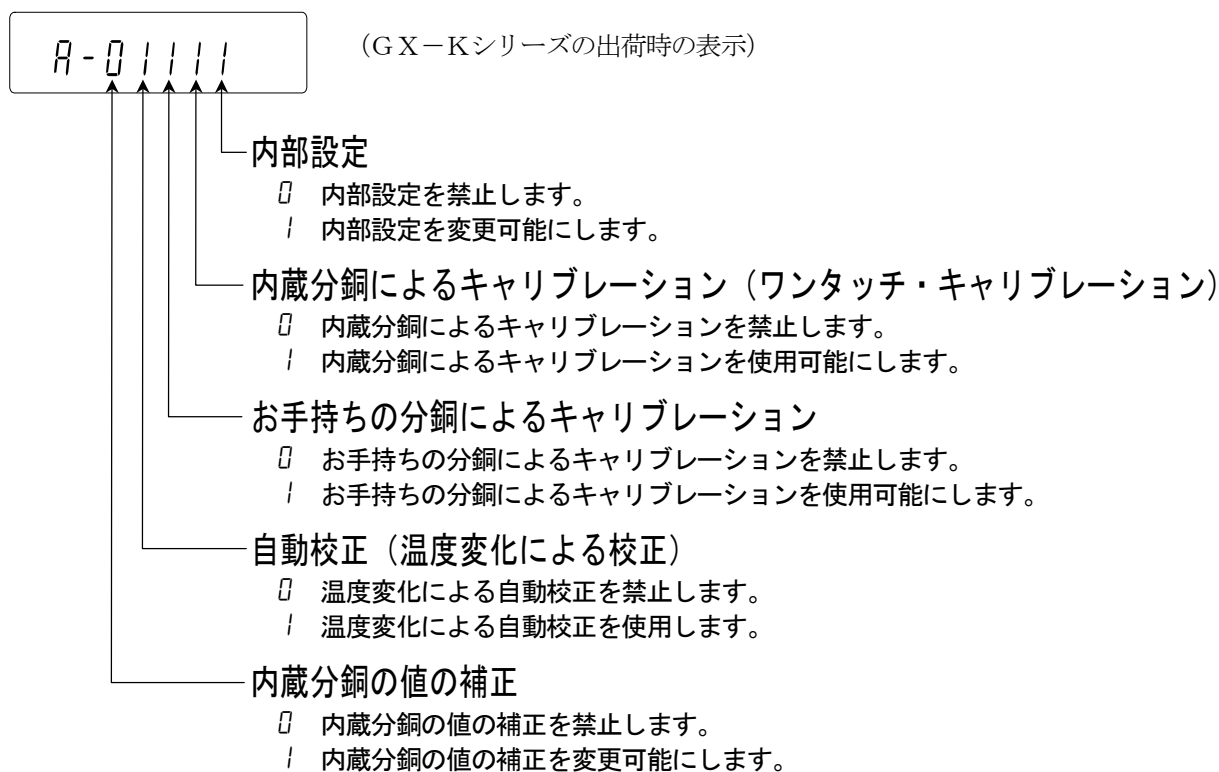 A-01111 (GX-Kシリーズの出荷時の表示)
内部設定
0 内部設定を禁止します。
1 内部設定を変更可能にします。
内蔵分銅によるキャリブレーション(ワンタッチ・キャリブレーション)
0 内蔵分銅によるキャリブレーションを禁止します。
1 内蔵分銅によるキャリブレーションを使用可能にします。
お手持ちの分銅によるキャリブレーション
0 お手持ちの分銅によるキャリブレーションを禁止します。
1 お手持ちの分銅によるキャリブレーションを使用可能にします。
自動校正(温度変化による校正)
0 温度変化による自動校正を禁止します。
1 温度変化による自動校正を使用します。
内蔵分銅の値の補正
0 内蔵分銅の値の補正を禁止します。
1 内蔵分銅の値の補正を変更可能にします。